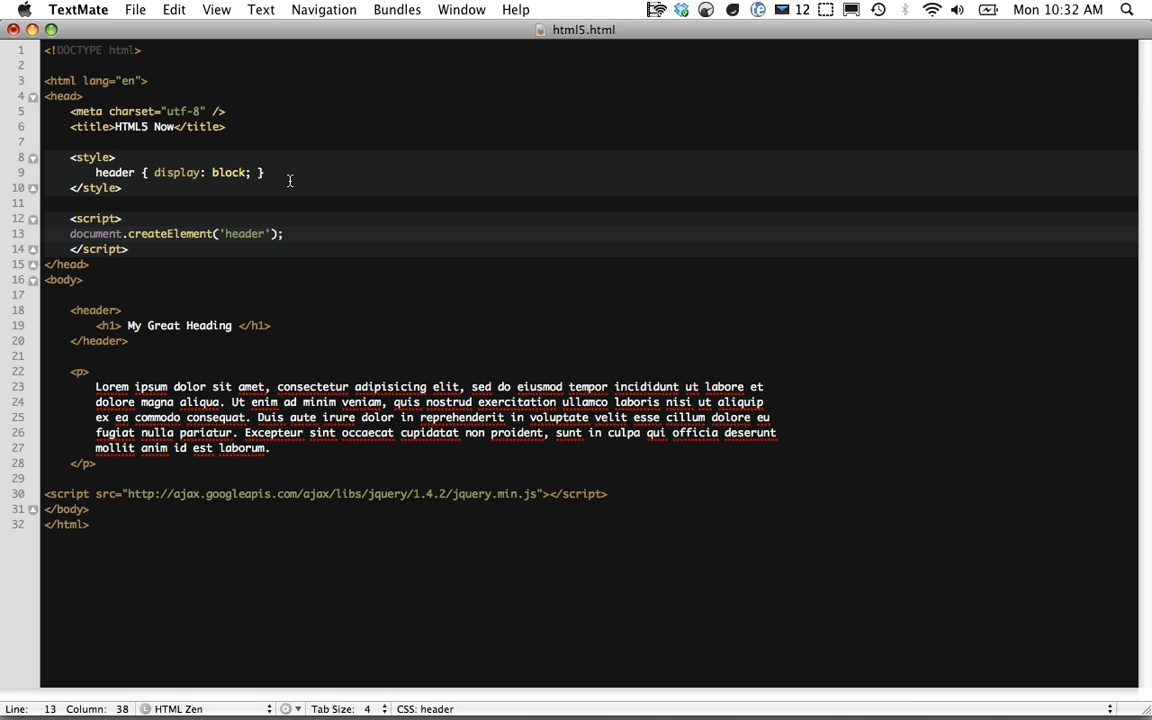 TextMate File Edit View Text Navigation Bundles Window Help 12 Mon 10:32 AM
html5.html
1 <!DOCTYPE html>
2
3 <html lang="en">
4 <head>
5 <meta charset="utf-8" />
6 <title>HTML5 Now</title>
7
8 <style>
9 header { display: block; }
10 </style>
11
12 <script>
13 document.createElement('header');
14 </script>
15 </head>
16 <body>
17
18 <header>
19 <h1> My Great Heading </h1>
20 </header>
21
22 <p>
23 Lorem ipsum dolor sit amet, consectetur adipisicing elit, sed do eiusmod tempor incididunt ut labore et
24 dolore magna aliqua. Ut enim ad minim veniam, quis nostrud exercitation ullamco laboris nisi ut aliquip
25 ex ea commodo consequat. Duis aute irure dolor in reprehenderit in voluptate velit esse cillum dolore eu
26 fugiat nulla pariatur. Excepteur sint occaecat cupidatat non proident, sunt in culpa qui officia deserunt
27 mollit anim id est laborum.
28 </p>
29
30 <script src="http://ajax.googleapis.com/ajax/libs/jquery/1.4.2/jquery.min.js"></script>
31 </body>
32 </html>
Line: 13 Column: 38 HTML Zen Tab Size: 4 CSS: header